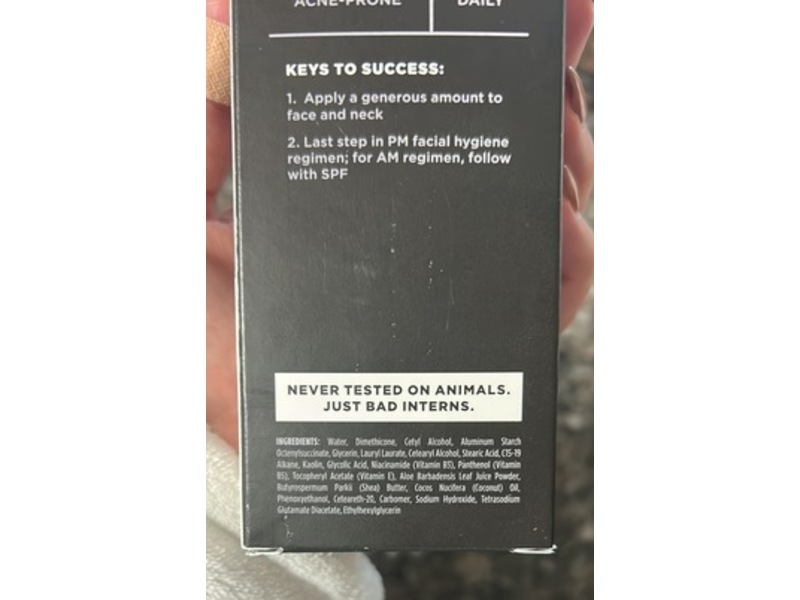 ACNE-PRONE DAILY
KEYS TO SUCCESS:
1. Apply a generous amount to
face and neck
2. Last step in PM facial hygiene
regimen; for AM regimen, follow
with SPF
NEVER TESTED ON ANIMALS.
JUST BAD INTERNS.
INGREDIENTS: Water, Dimethicone, Cetyl Alcohol, Aluminum Starch
Octenylsuccinate, Glycerin, Lauryl Laurate, Cetearyl Alcohol, Stearic Acid, C15-19
Alkane, Kaolin, Glycolic Acid, Niacinamide (Vitamin B3), Panthenol (Vitamin
B5), Tocopheryl Acetate (Vitamin E), Aloe Barbadensis Leaf Juice Powder,
Butyrospermum Parkii (Shea) Butter, Cocos Nucifera (Coconut) Oil,
Phenoxyethanol, Ceteareth-20, Carbomer, Sodium Hydroxide, Tetrasodium
Glutamate Diacetate, Ethylhexylglycerin